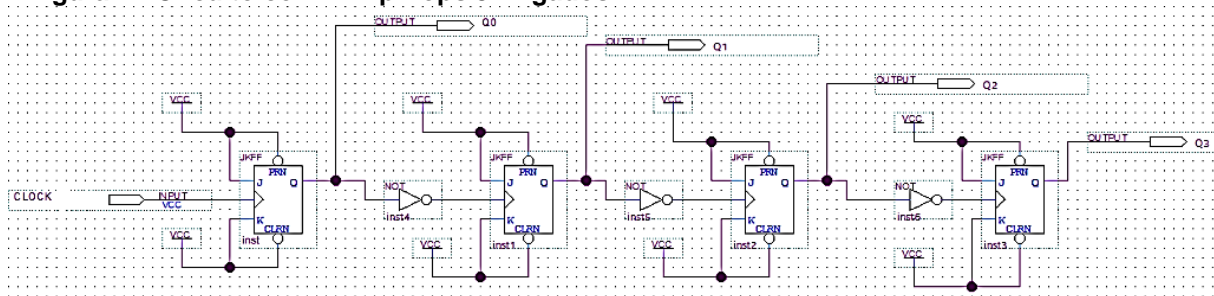 OUTPUT Q0
OUTPUT Q1
OUTPUT Q2
OUTPUT Q3
VCC VCC VCC VCC
JKFF JKFF JKFF JKFF
PRN PRN PRN PRN
NOT NOT NOT
J Q J Q J Q J Q
CLOCK INPUT
VCC
K K K K
inst4 inst5 inst6
CLRN CLRN CLRN CLRN
inst inst1 inst2 inst3
VCC VCC VCC VCC